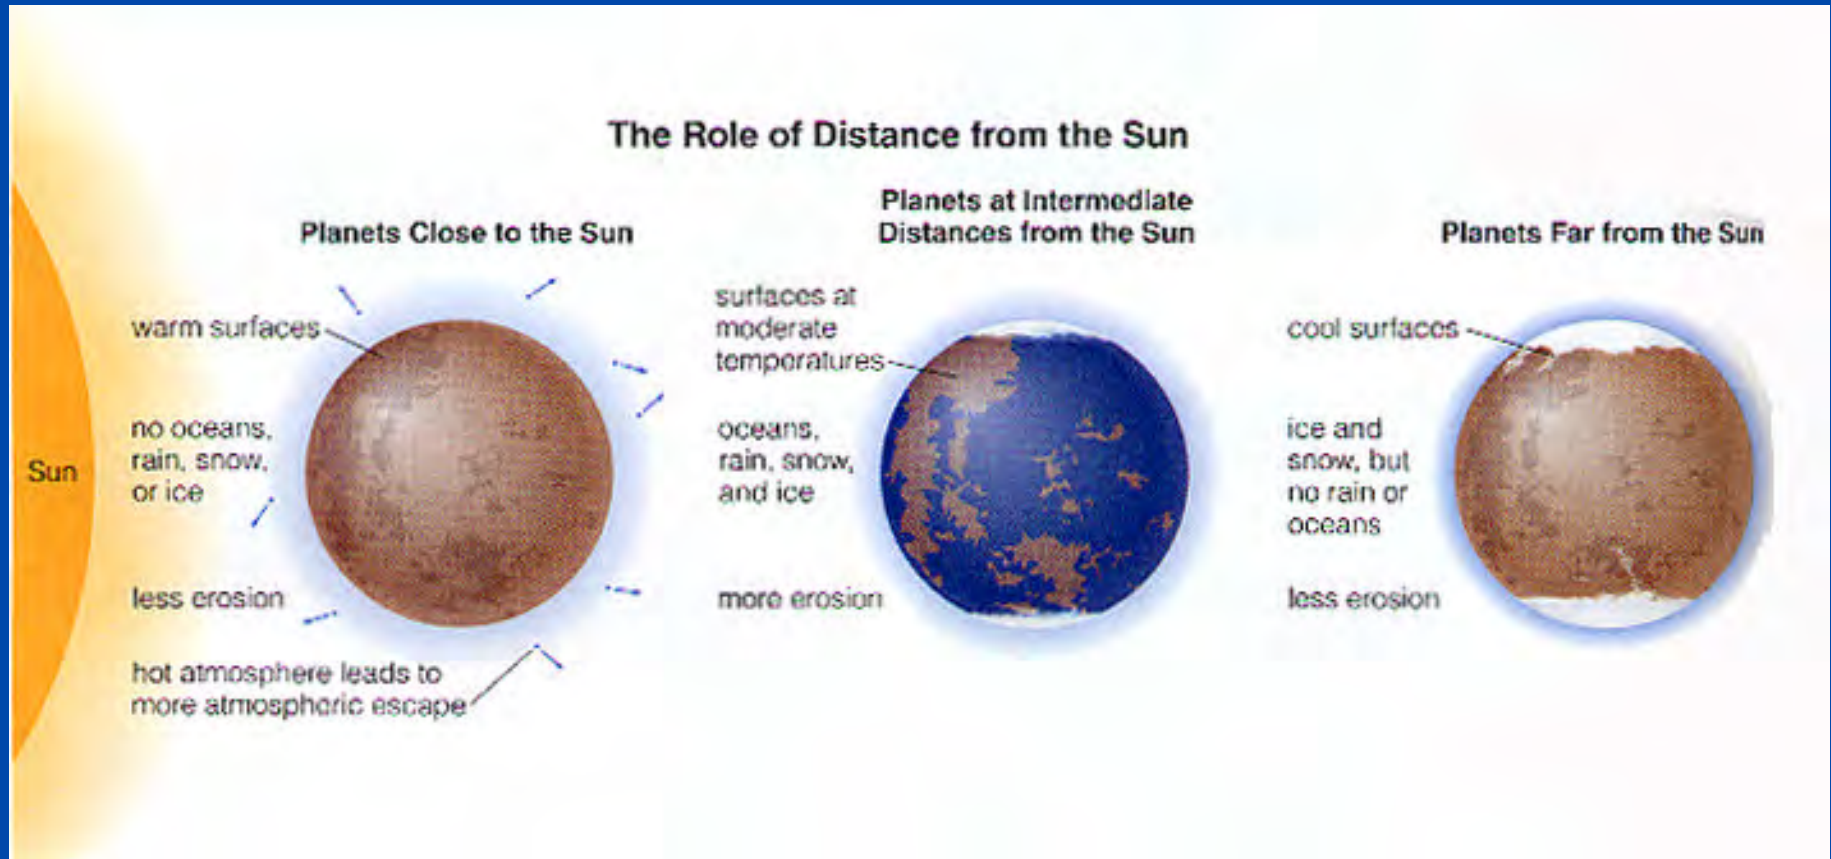 The Role of Distance from the Sun
Planets Close to the Sun
warm surfaces
no oceans,
rain, snow,
or ice
less erosion
hot atmosphere leads to
more atmospheric escape
Sun
Planets at Intermediate
Distances from the Sun
surfaces at
moderate
temperatures
oceans,
rain, snow,
and ice
more erosion
Planets Far from the Sun
cool surfaces
ice and
snow, but
no rain or
oceans
less erosion